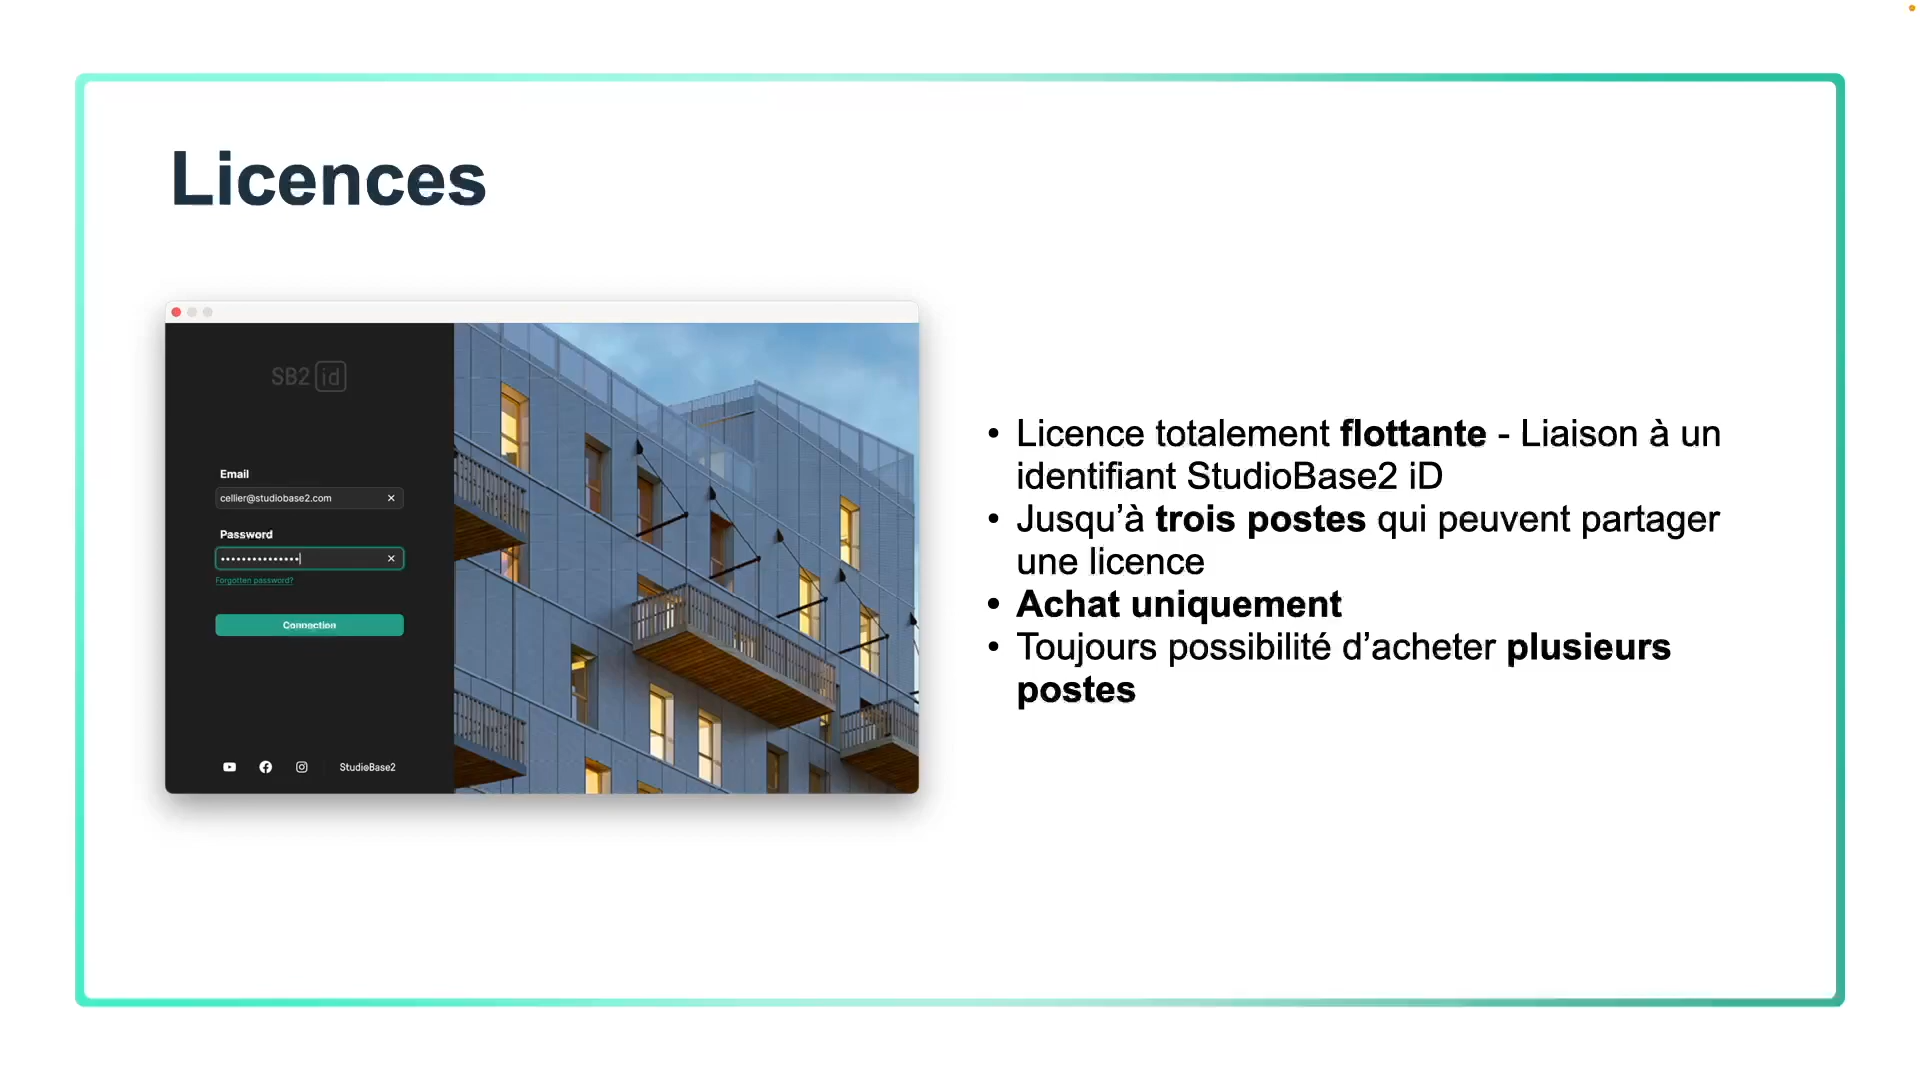 Licences
SB2 id
Email
cellier@studiobase2.com
Password
Forgotten password?
Connection
StudioBase2
• Licence totalement flottante - Liaison à un
identifiant StudioBase2 iD
• Jusqu’à trois postes qui peuvent partager
une licence
• Achat uniquement
• Toujours possibilité d’acheter plusieurs
postes